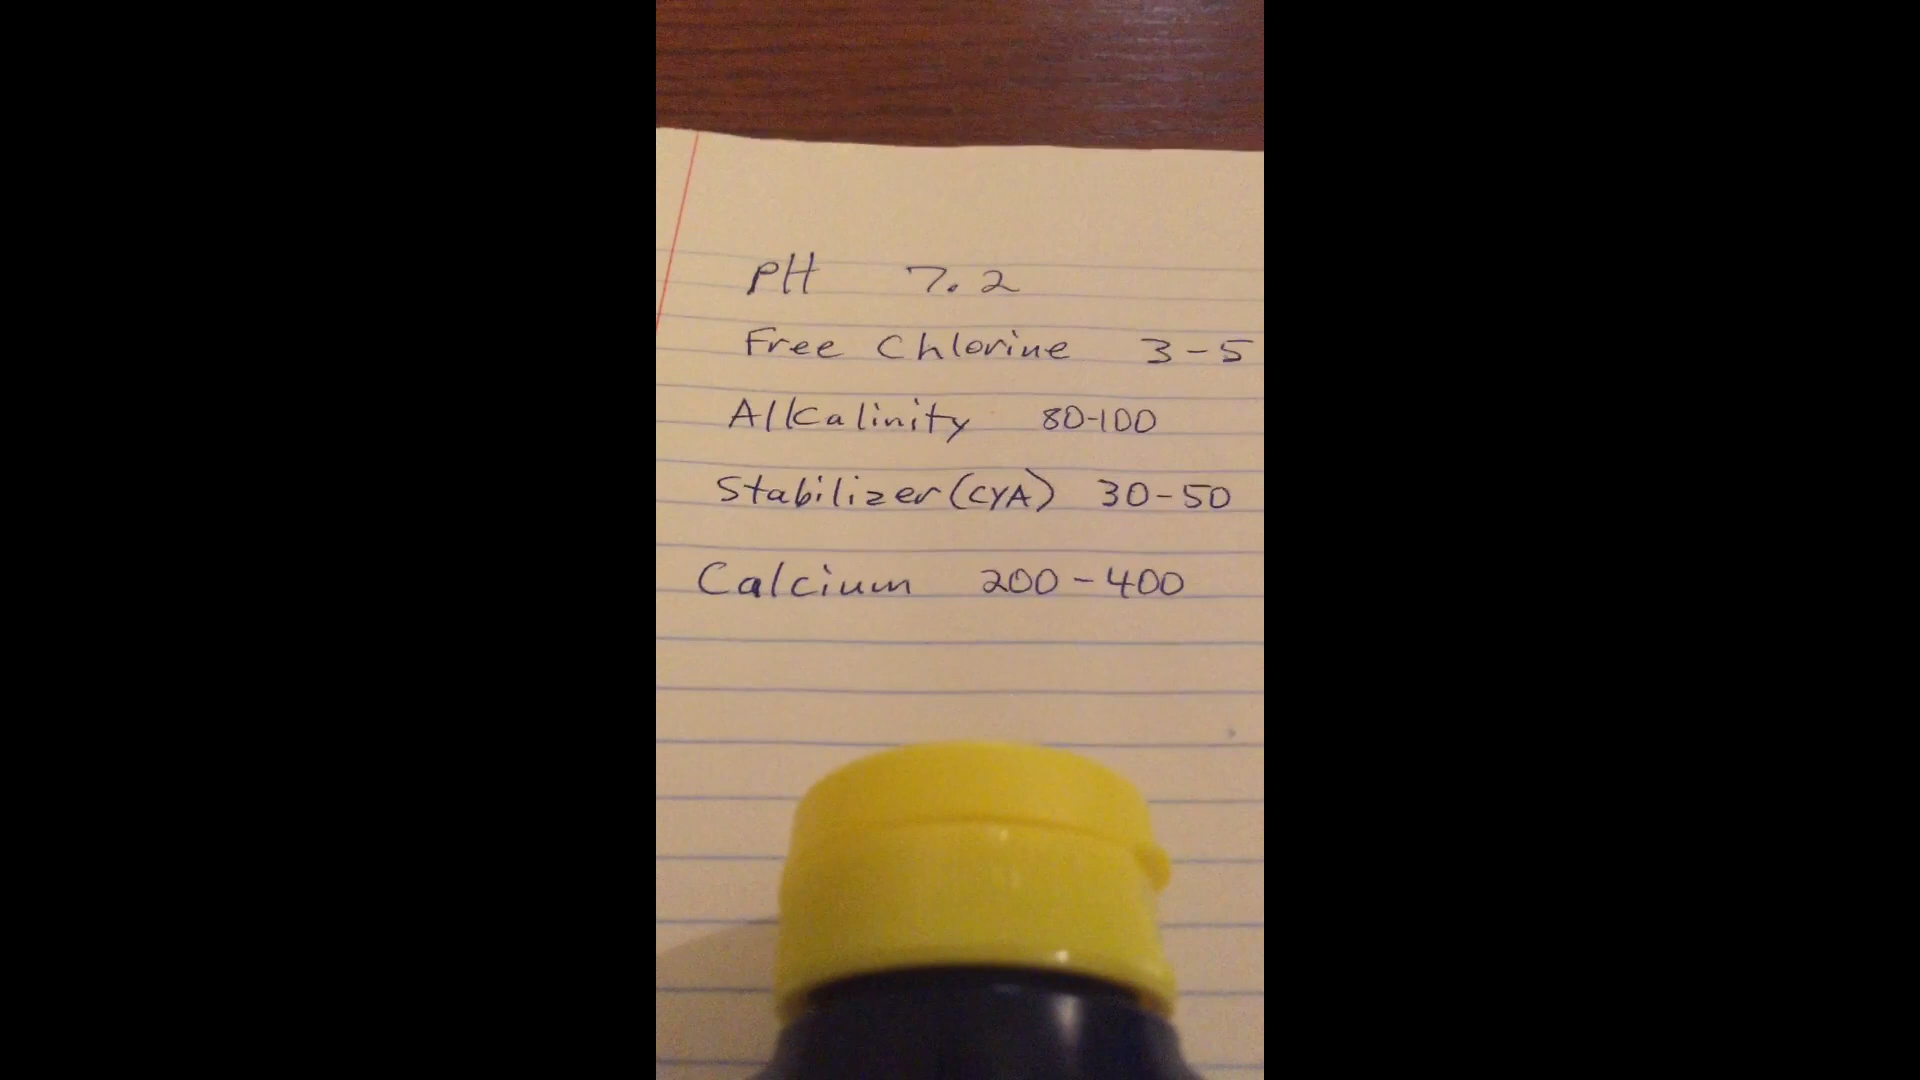 pH 7.2
Free Chlorine 3-5
Alkalinity 80-100
Stabilizer (CYA) 30-50
Calcium 200-400